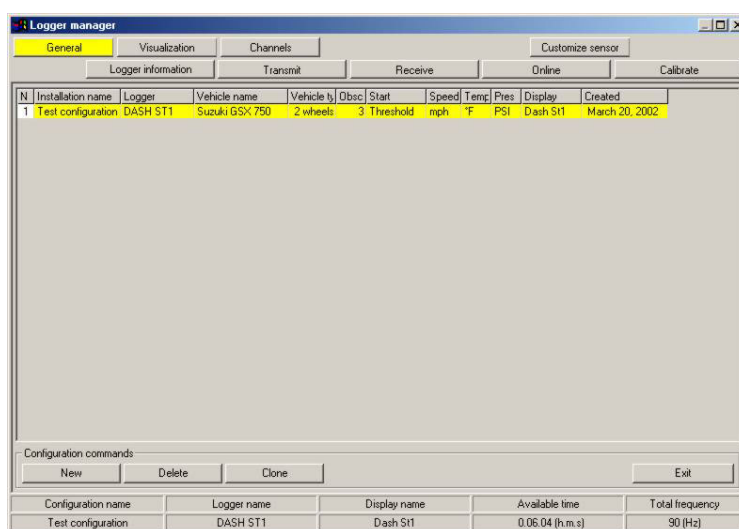 Logger manager
General Visualization Channels Customize sensor
Logger information Transmit Receive Online Calibrate
N Installation name Logger Vehicle name Vehicle ty Obsc Start Speed Temp Pres Display Created
1 Test configuration DASH ST1 Suzuki GSX 750 2 wheels 3 Threshold mph °F PSI Dash St1 March 20, 2002
Configuration commands
New Delete Clone Exit
Configuration name Logger name Display name Available time Total frequency
Test configuration DASH ST1 Dash St1 0.06.04 (h.m.s) 90 (Hz)